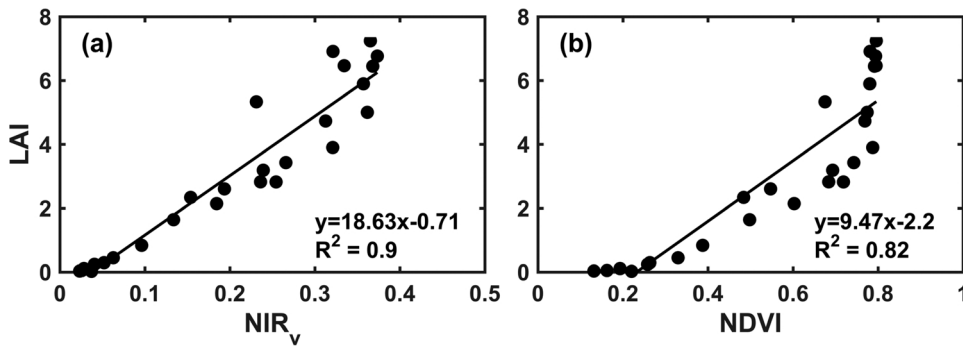 (a)
8
6
4
2
0
LAI
y=18.63x-0.71
R² = 0.9
0 0.1 0.2 0.3 0.4 0.5
NIRᵥ
(b)
8
6
4
2
0
y=9.47x-2.2
R² = 0.82
0 0.2 0.4 0.6 0.8 1
NDVI